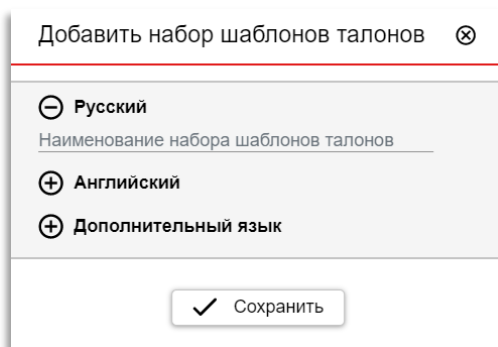 Добавить набор шаблонов талонов
Русский
Наименование набора шаблонов талонов
Английский
Дополнительный язык
Сохранить